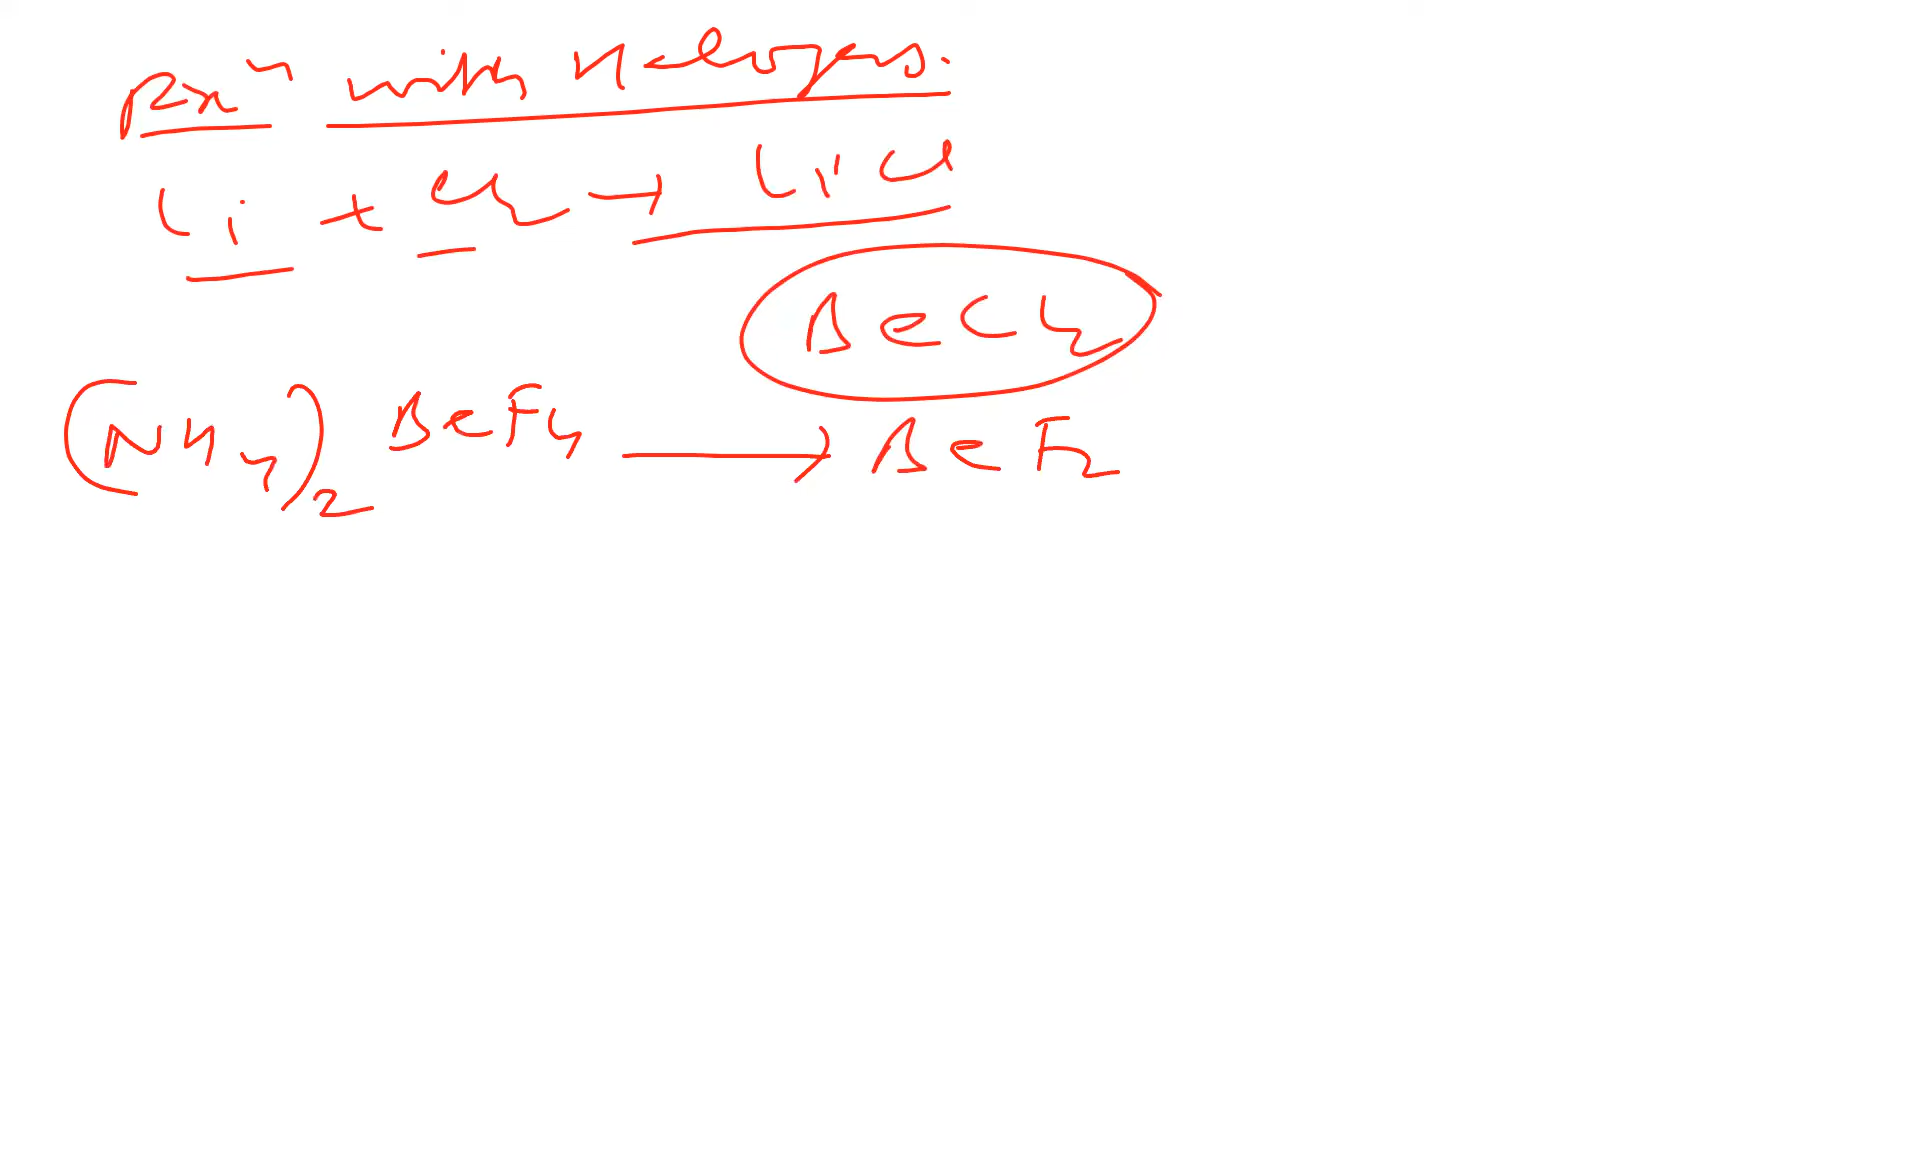 Rxⁿ with Halogens.
Li + Cl₂ → LiCl
BeCl₂
(NH₄)₂ BeF₄ → BeF₂